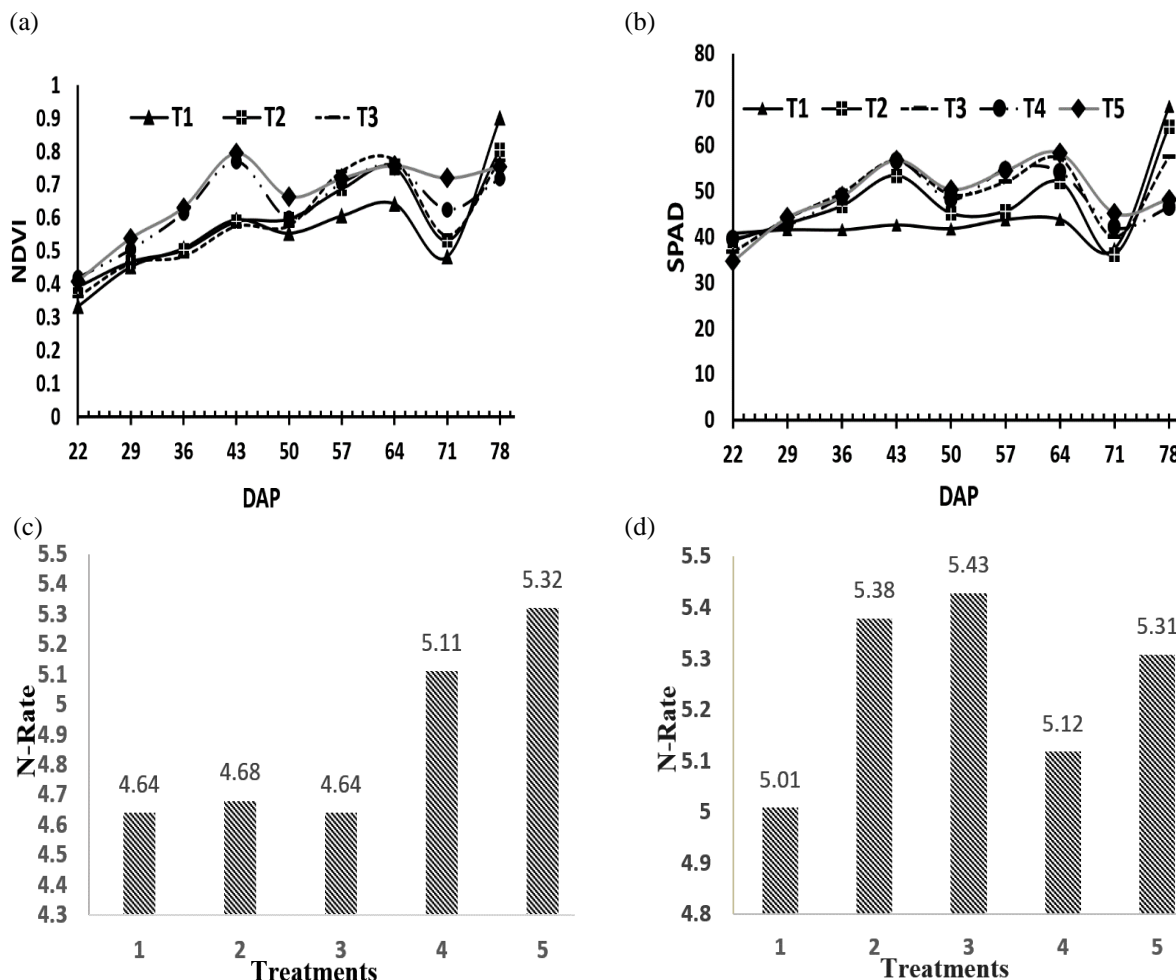 (a)
NDVI
1
0.9
0.8
0.7
0.6
0.5
0.4
0.3
0.2
0.1
0
T1 T2 T3
22 29 36 43 50 57 64 71 78
DAP
(b)
SPAD
80
70
60
50
40
30
20
10
0
T1 T2 T3 T4 T5
22 29 36 43 50 57 64 71 78
DAP
(c)
N-Rate
5.5
5.4
5.3
5.2
5.1
5
4.9
4.8
4.7
4.6
4.5
4.4
4.3
4.64 4.68 4.64 5.11 5.32
1 2 3 4 5
Treatments
(d)
N-Rate
5.5
5.4
5.3
5.2
5.1
5
4.9
4.8
5.01 5.38 5.43 5.12 5.31
1 2 3 4 5
Treatments